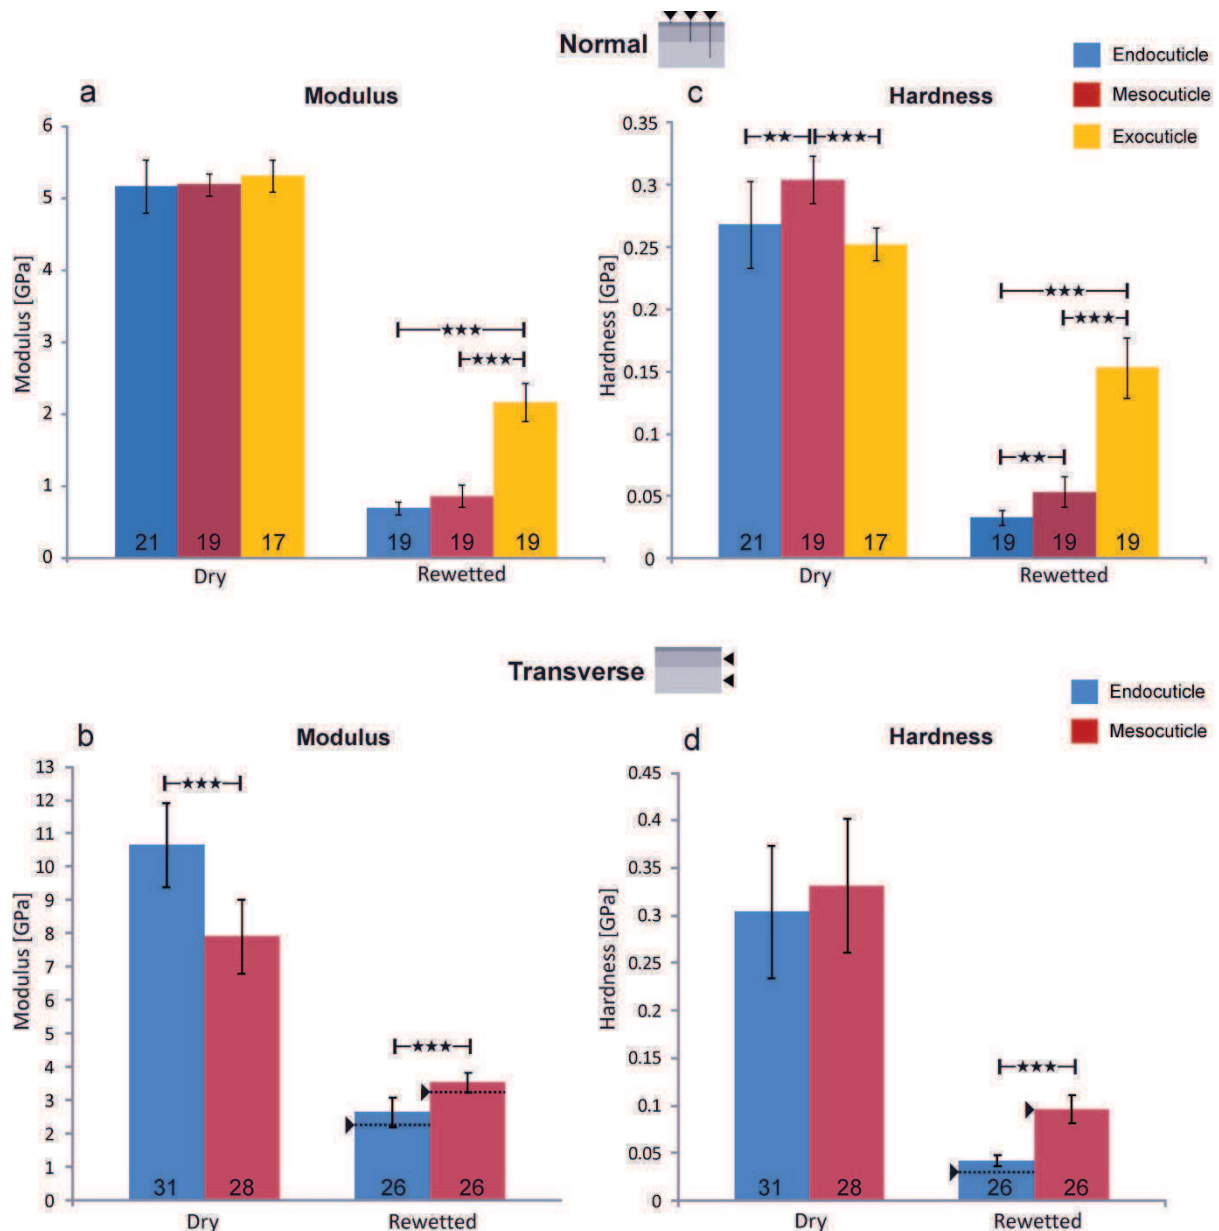 Normal
Endocuticle
Mesocuticle
Exocuticle
a
Modulus
Modulus [GPa]
6
5
4
3
2
1
0
★★★
★★★
21 19 17 19 19 19
Dry Rewetted
c
Hardness
Hardness [GPa]
0.35
0.3
0.25
0.2
0.15
0.1
0.05
0
★★ ★★★
★★★
★★★
★★
21 19 17 19 19 19
Dry Rewetted
Transverse
Endocuticle
Mesocuticle
b
Modulus
Modulus [GPa]
13
12
11
10
9
8
7
6
5
4
3
2
1
0
★★★
★★★
31 28 26 26
Dry Rewetted
d
Hardness
Hardness [GPa]
0.45
0.4
0.35
0.3
0.25
0.2
0.15
0.1
0.05
0
★★★
31 28 26 26
Dry Rewetted